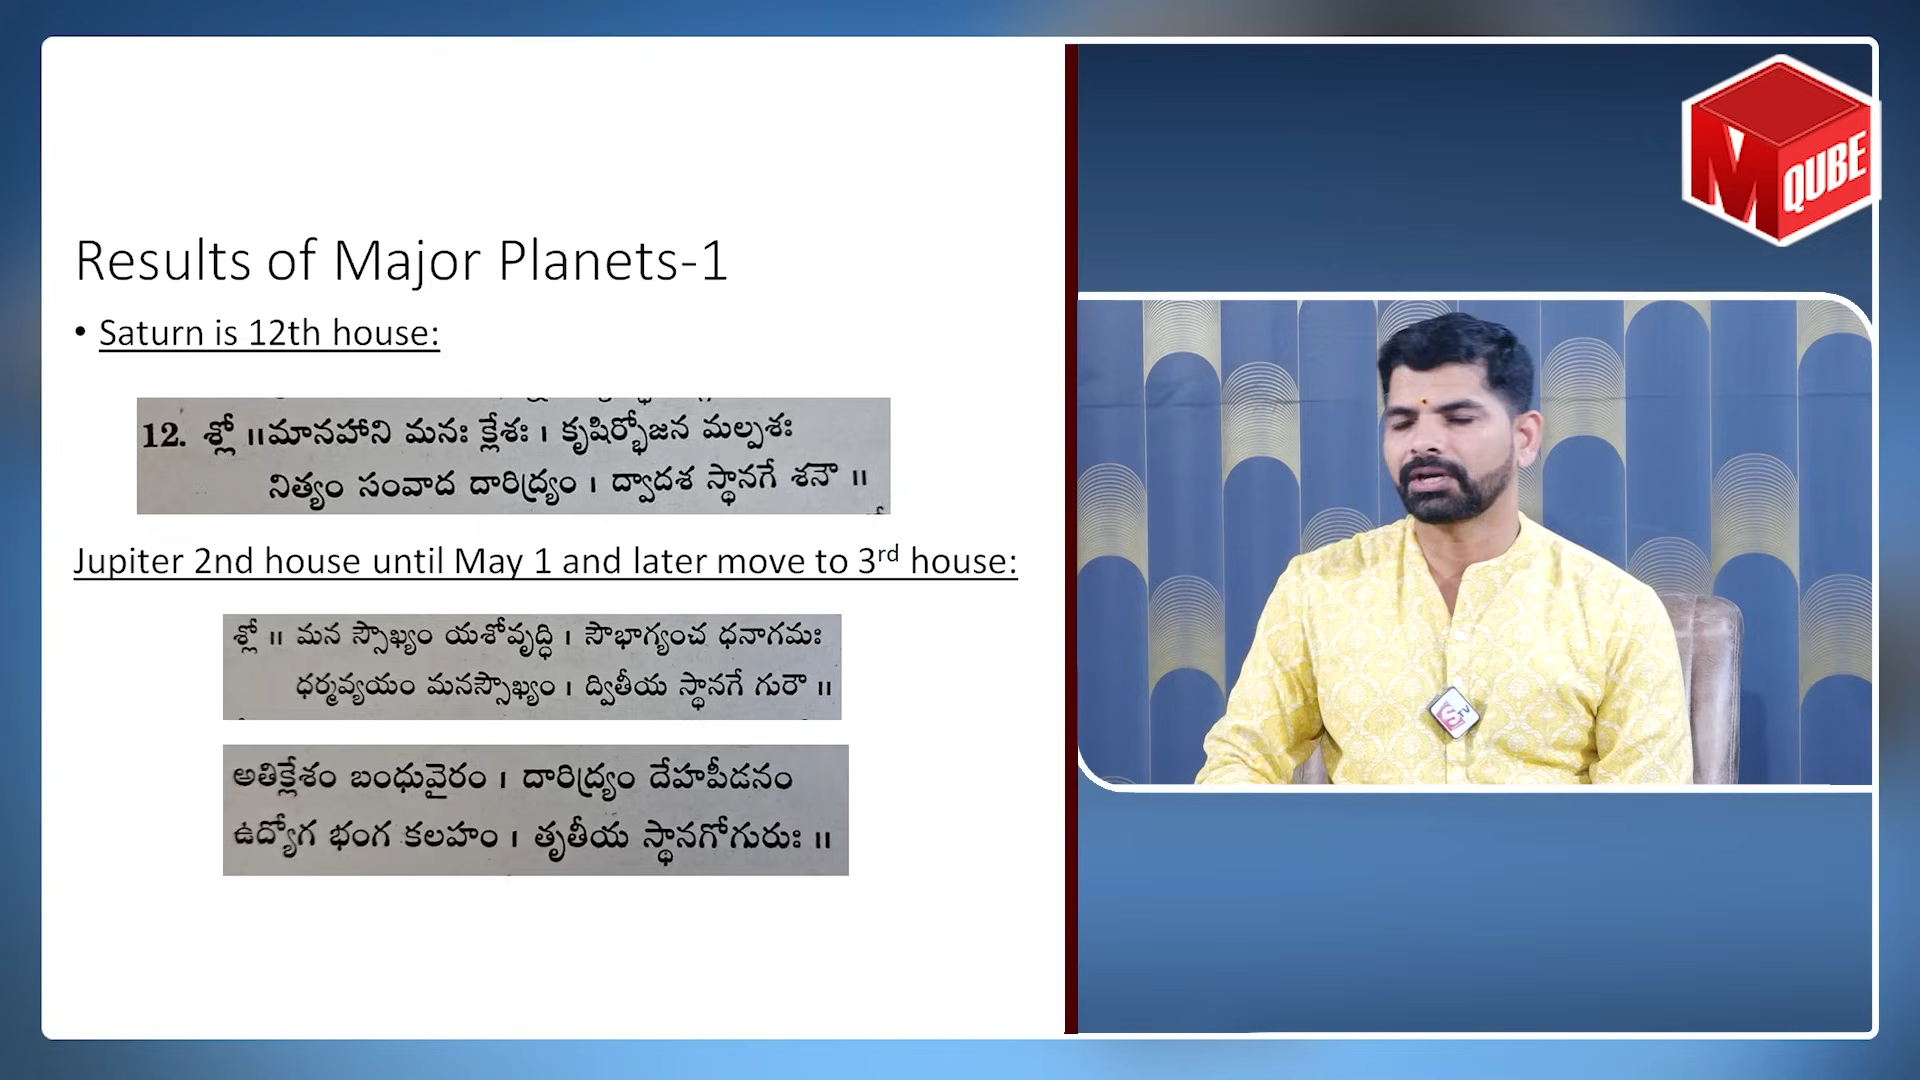 Results of Major Planets-1
• Saturn is 12th house:
12. శ్లో ॥మానహాని మనః క్లేశః । కృషిర్భోజన మల్పశః
నిత్యం సంవాద దారిద్ర్యం । ద్వాదశ స్థానగే శనౌ ॥
Jupiter 2nd house until May 1 and later move to 3rd house:
శ్లో ॥ మన స్సౌఖ్యం యశోవృద్ధి । సౌభాగ్యంచ ధనాగమః
ధర్మవ్యయం మనస్సౌఖ్యం । ద్వితీయ స్థానగే గురౌ ॥
అతిక్లేశం బంధువైరం । దారిద్ర్యం దేహపీడనం
ఉద్యోగ భంగ కలహం । తృతీయ స్థానగోగురుః ॥
M QUBE
S TV